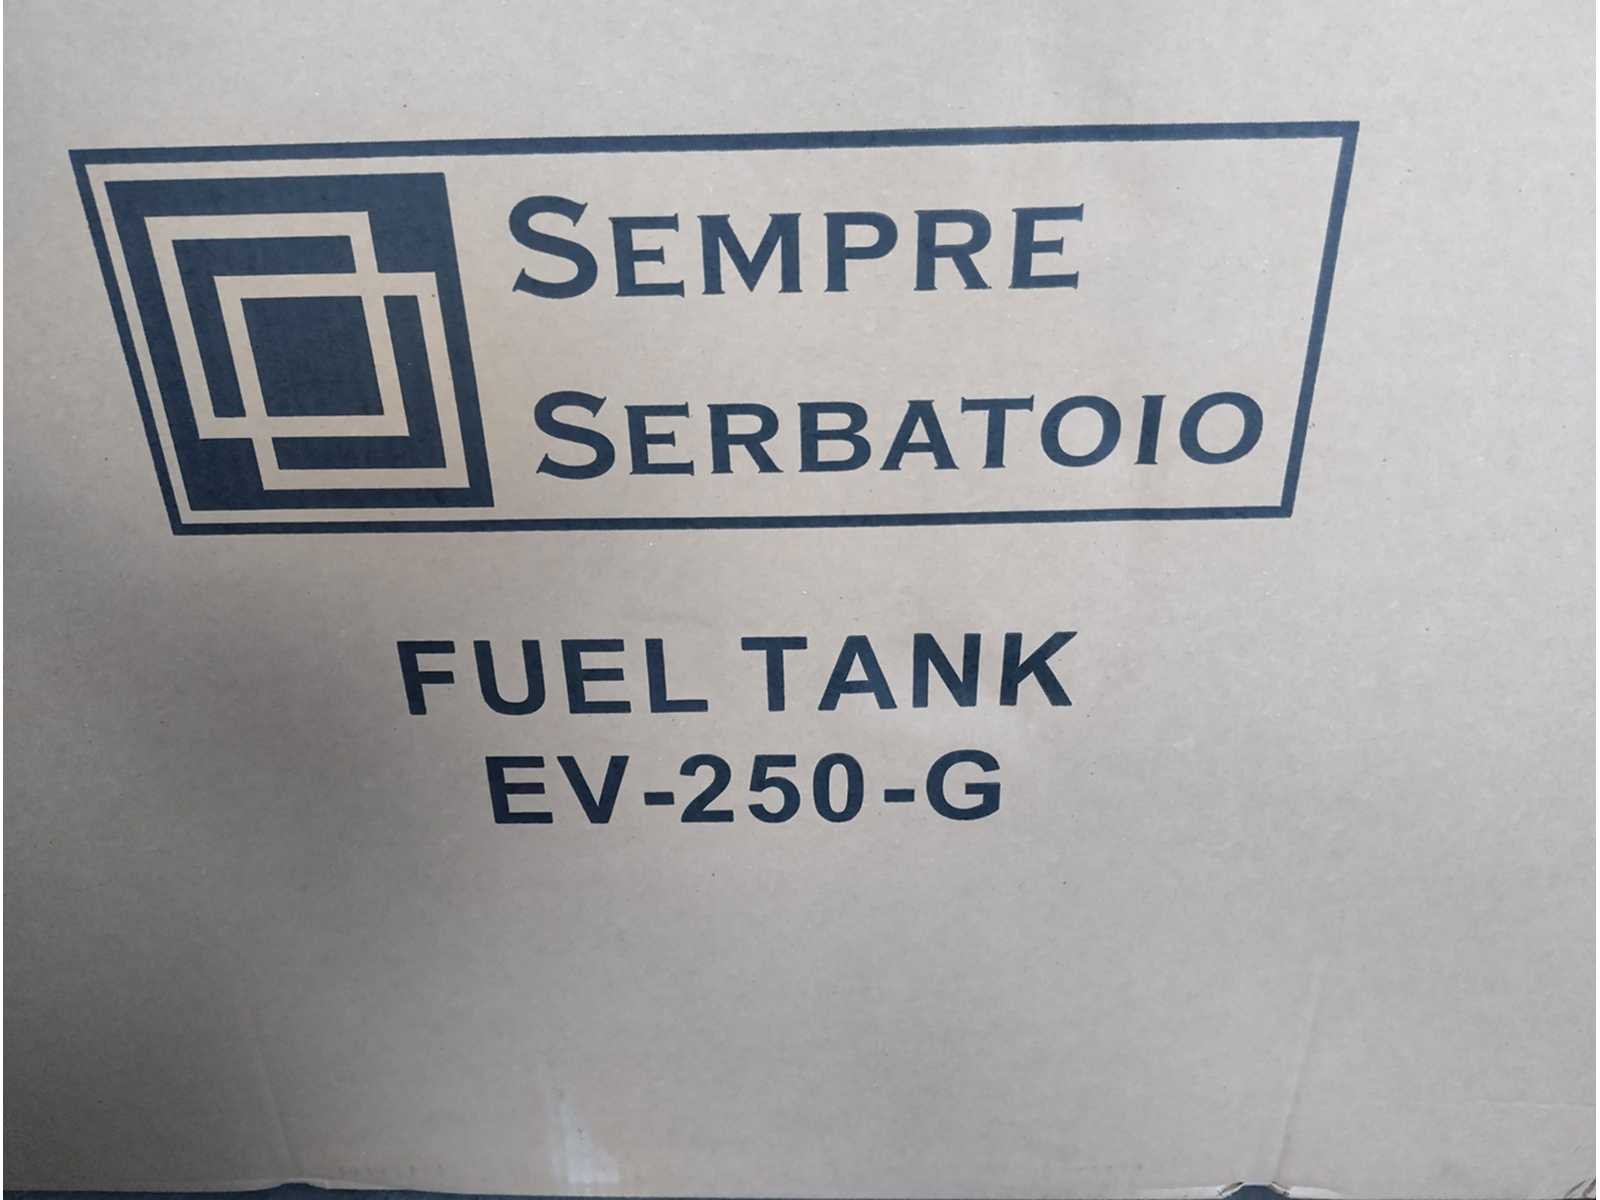 SEMPRE
SERBATOIO
FUEL TANK
EV-250-G